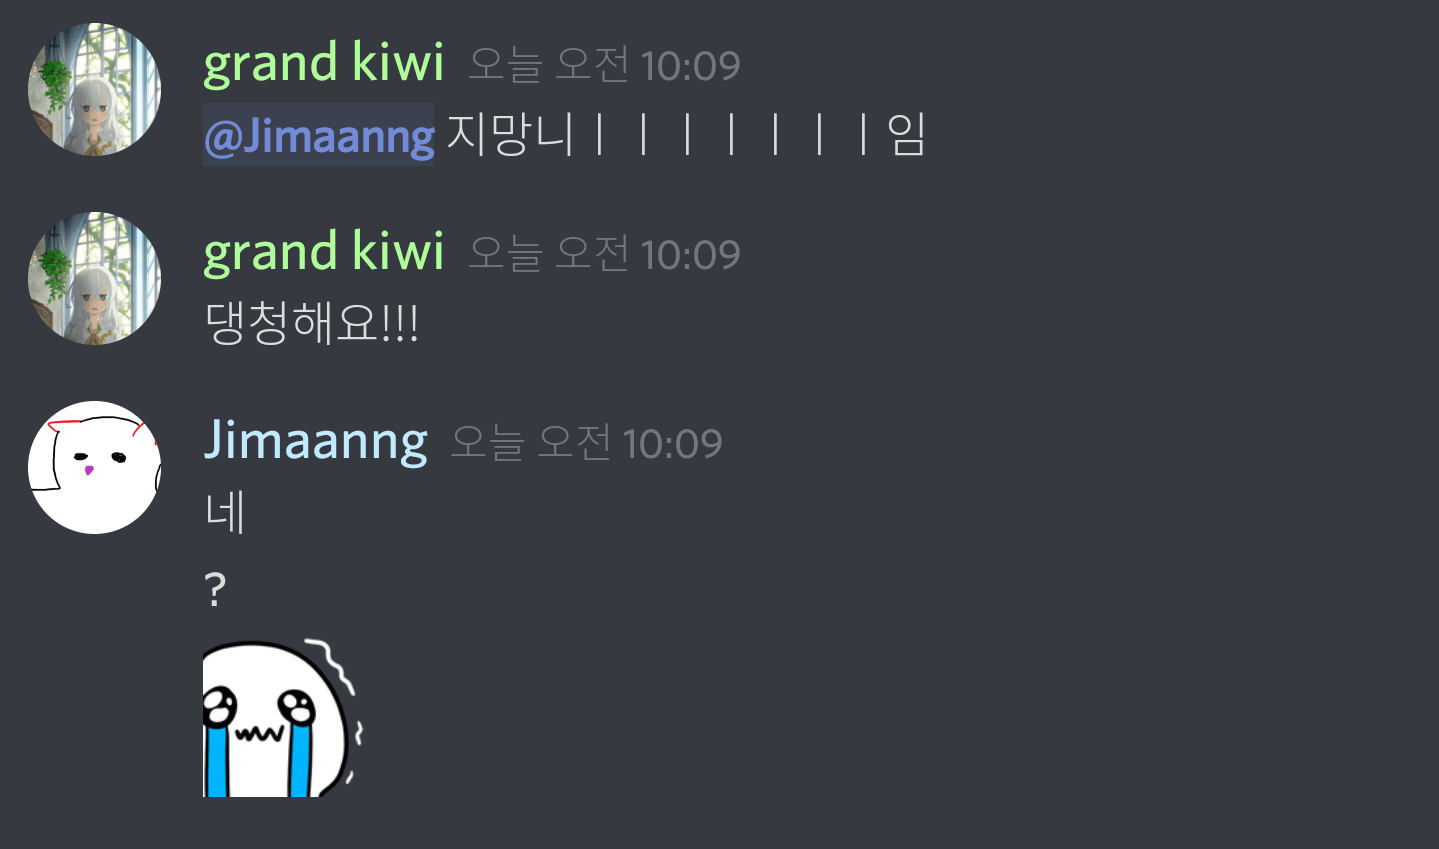 grand kiwi 오늘 오전 10:09
@Jimaanng 지망니ㅣㅣㅣㅣㅣㅣㅣ임
grand kiwi 오늘 오전 10:09
댕청해요!!!
Jimaanng 오늘 오전 10:09
네
?